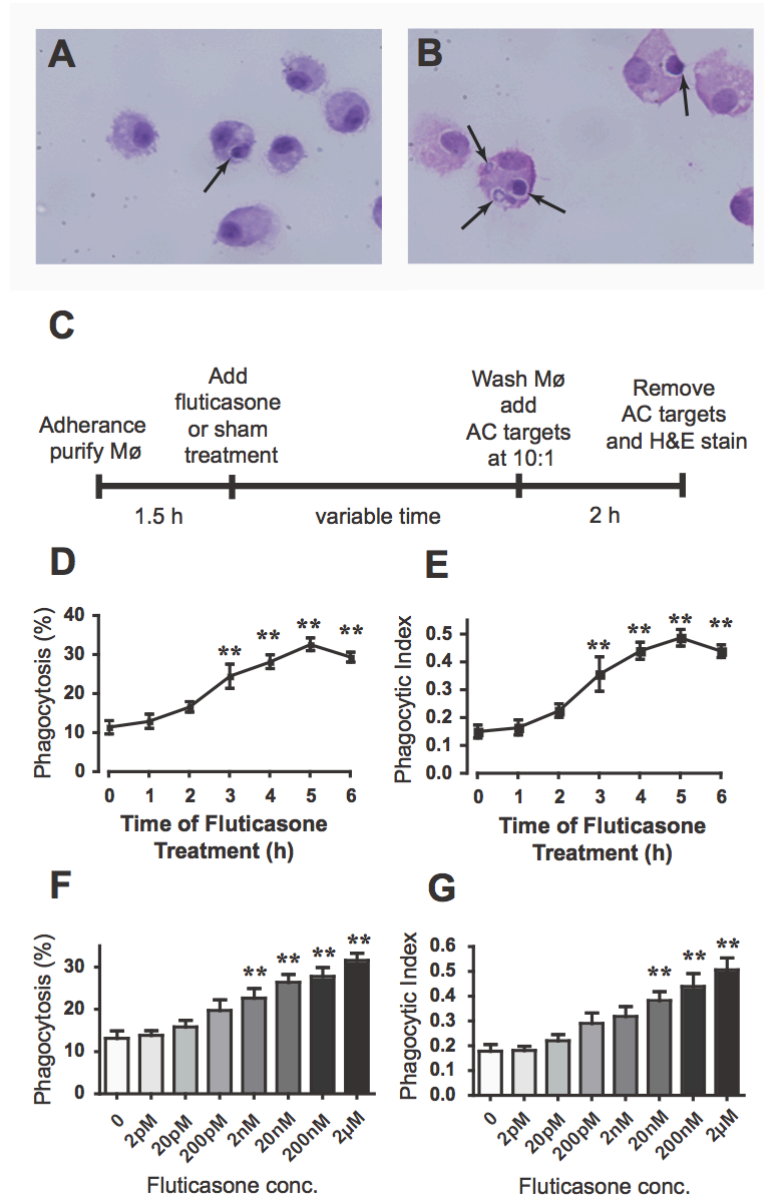 A
B
C
Adherance
purify Mø
Add
fluticasone
or sham
treatment
Wash Mø
add
AC targets
at 10:1
Remove
AC targets
and H&E stain
1.5 h
variable time
2 h
D
Phagocytosis (%)
40
30
20
10
0
** ** ** **
0 1 2 3 4 5 6
Time of Fluticasone
Treatment (h)
E
Phagocytic Index
0.5
0.4
0.3
0.2
0.1
0.0
** ** ** **
0 1 2 3 4 5 6
Time of Fluticasone
Treatment (h)
F
Phagocytosis (%)
30
20
10
0
** ** ** **
0 2pM 20pM 200pM 2nM 20nM 200nM 2µM
Fluticasone conc.
G
Phagocytic Index
0.6
0.5
0.4
0.3
0.2
0.1
0.0
** ** **
0 2pM 20pM 200pM 2nM 20nM 200nM 2µM
Fluticasone conc.